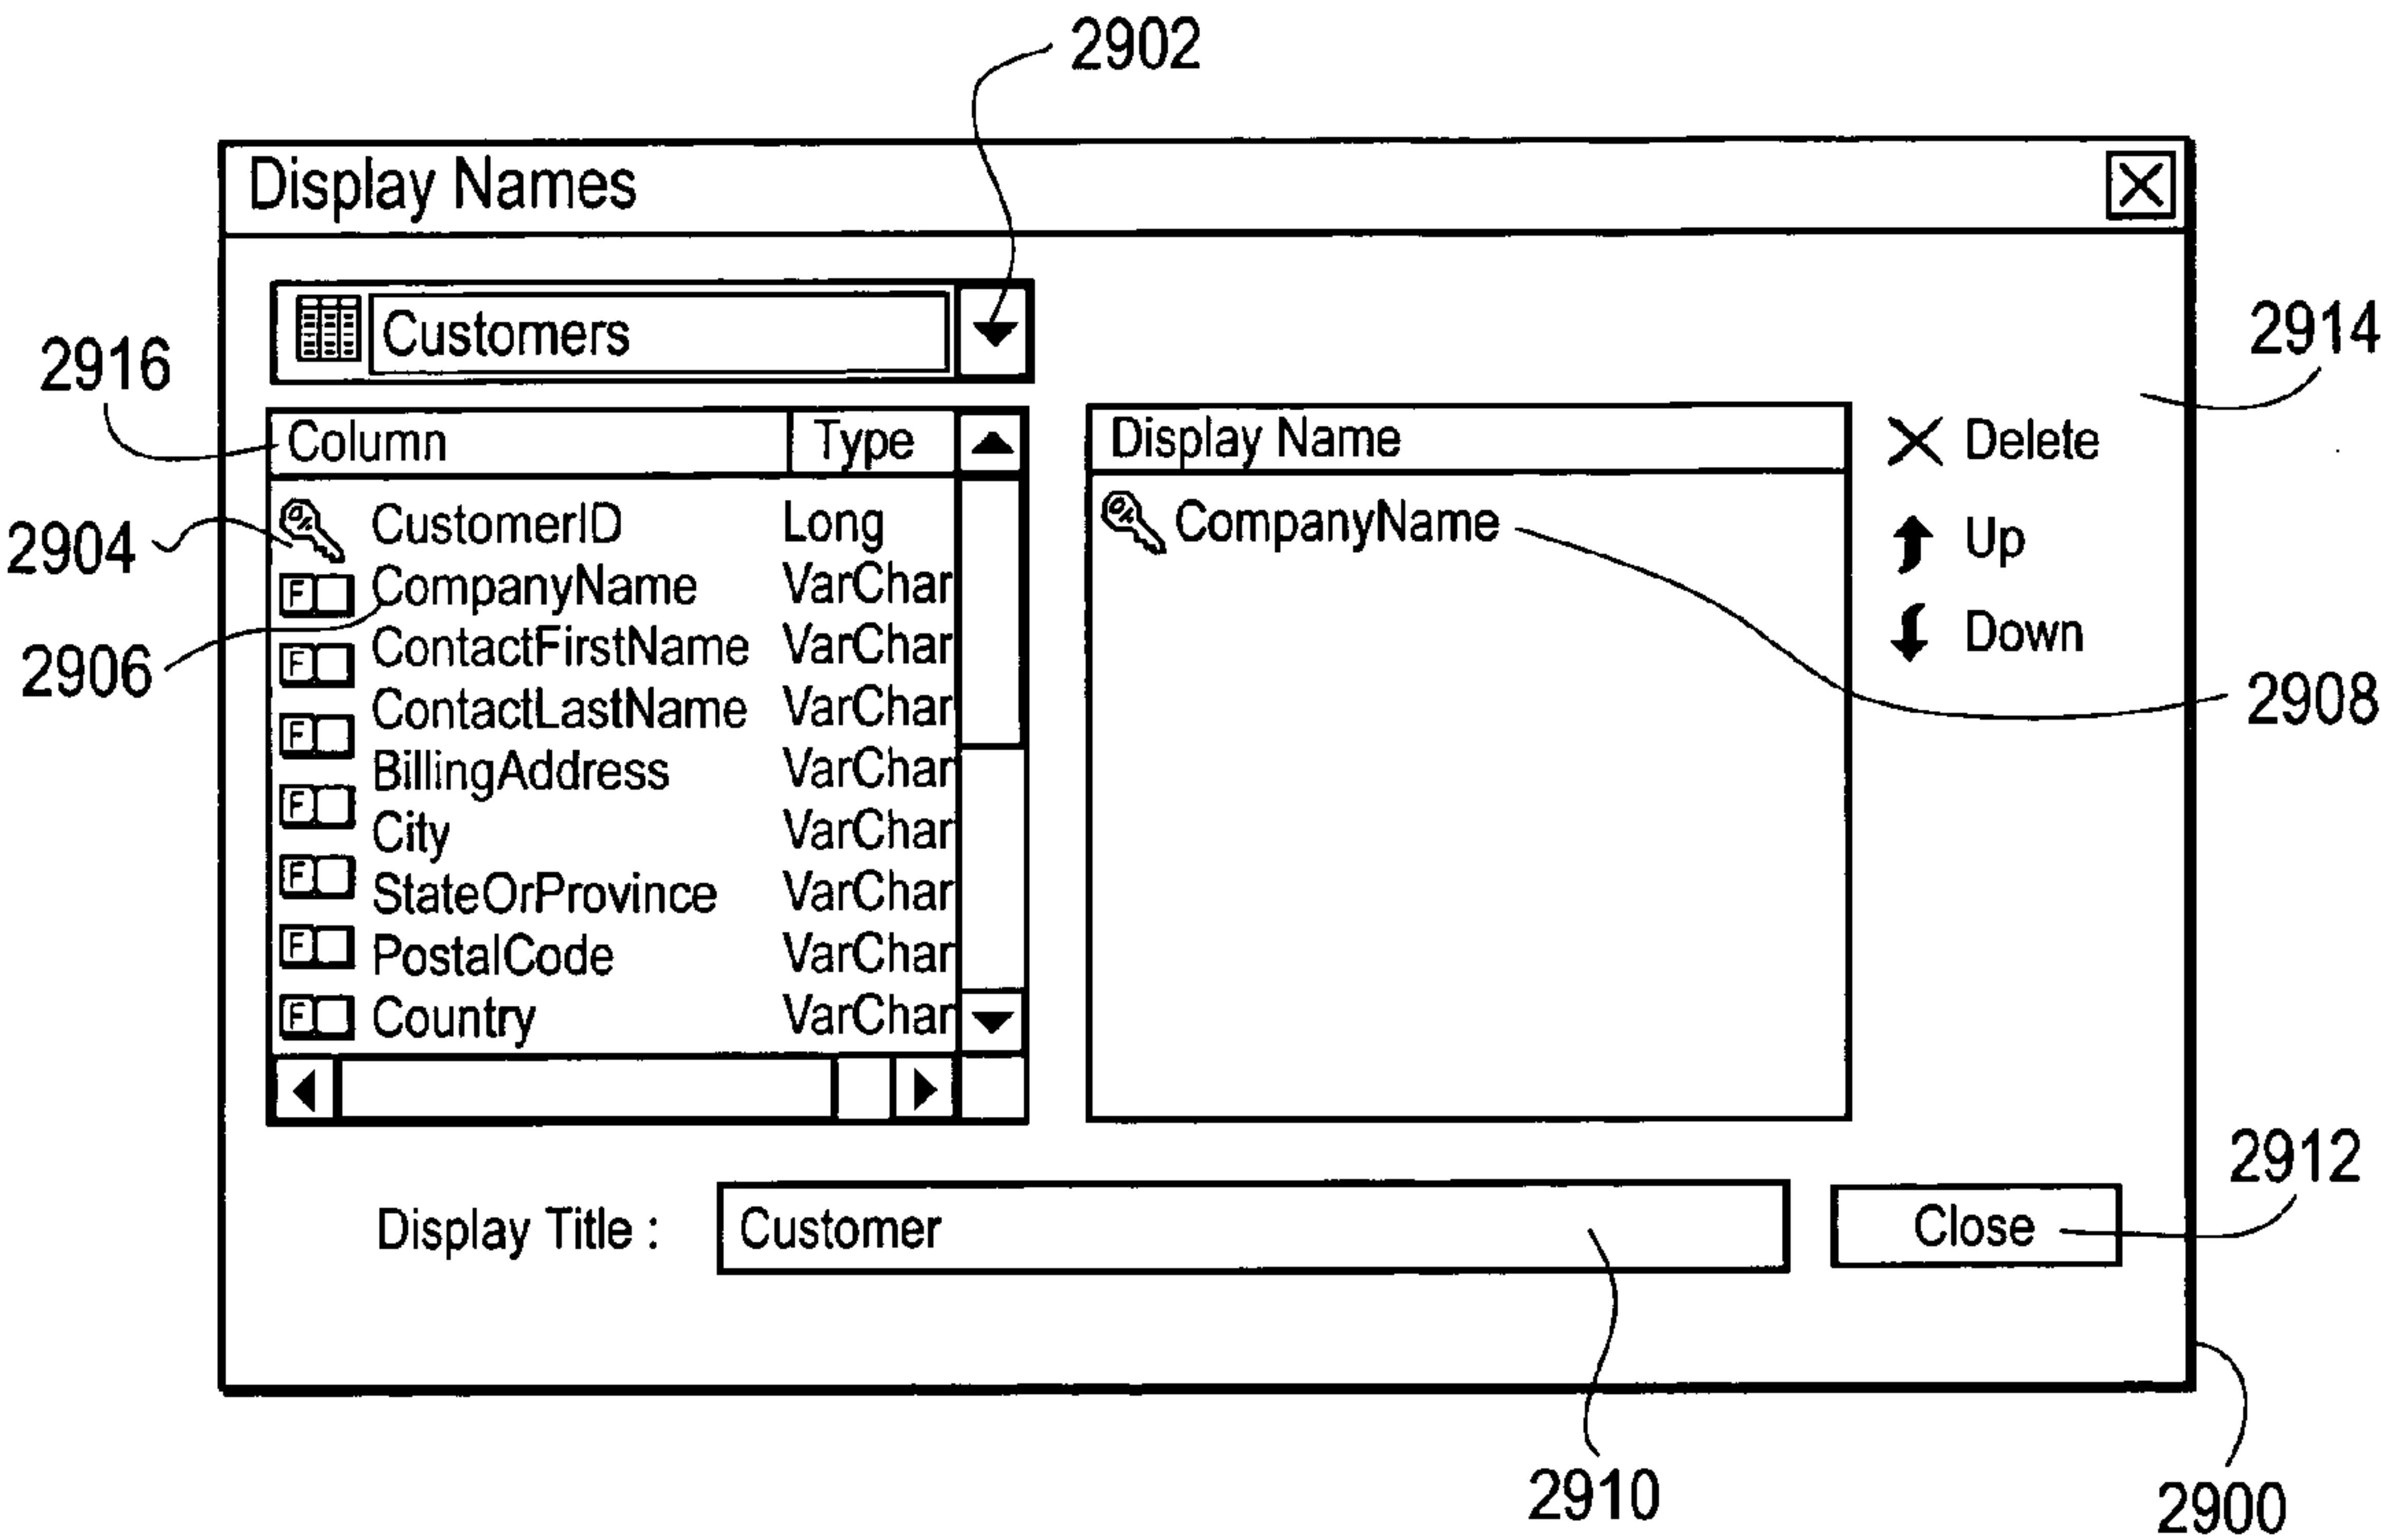 2902
Display Names
Customers
2914
2916
Column Type
Display Name
Delete
CustomerID Long
CompanyName
Up
2904
F CompanyName VarChar
Down
F ContactFirstName VarChar
2906
2908
F ContactLastName VarChar
F BillingAddress VarChar
F City VarChar
F StateOrProvince VarChar
F PostalCode VarChar
Country VarChar
2912
Display Title :
Customer
Close
2910
2900